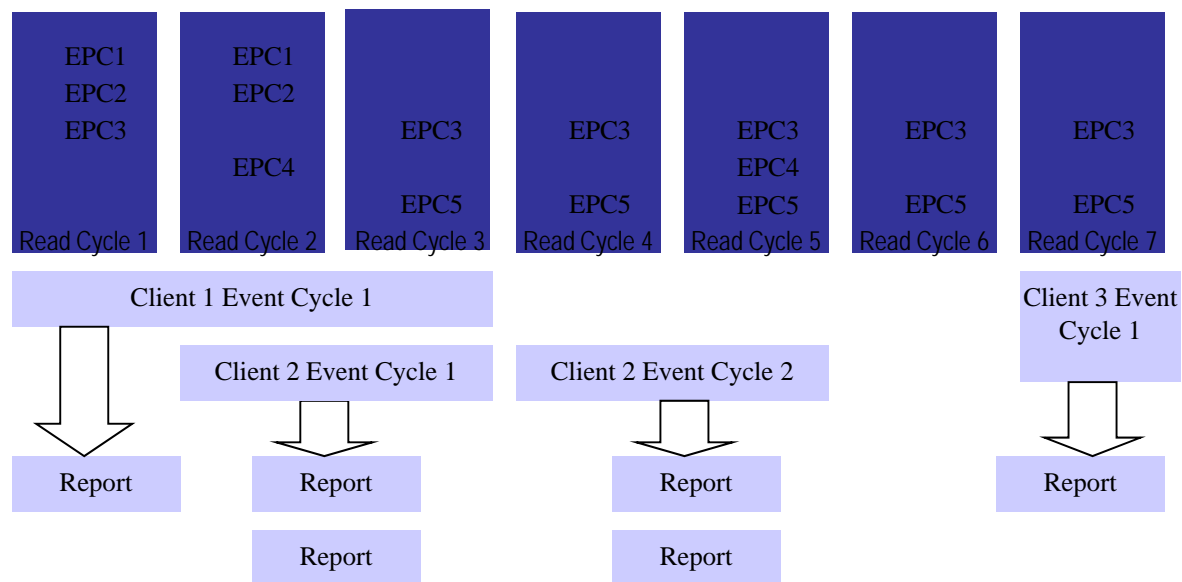 EPC1
EPC2
EPC3
Read Cycle 1
EPC1
EPC2
EPC4
Read Cycle 2
EPC3
EPC5
Read Cycle 3
EPC3
EPC5
Read Cycle 4
EPC3
EPC4
EPC5
Read Cycle 5
EPC3
EPC5
Read Cycle 6
EPC3
EPC5
Read Cycle 7
Client 1 Event Cycle 1
Client 3 Event
Cycle 1
Client 2 Event Cycle 1
Client 2 Event Cycle 2
Report
Report
Report
Report
Report
Report